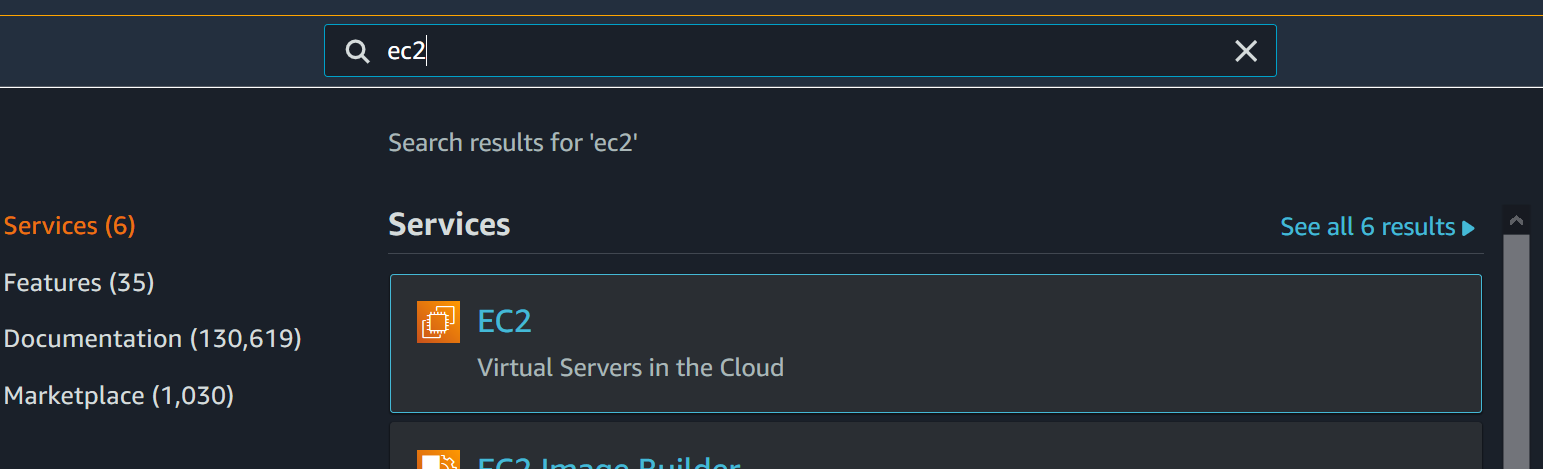 ec2
Search results for 'ec2'
Services (6)
Features (35)
Documentation (130,619)
Marketplace (1,030)
Services
See all 6 results
EC2
Virtual Servers in the Cloud
EC2 Image Builder